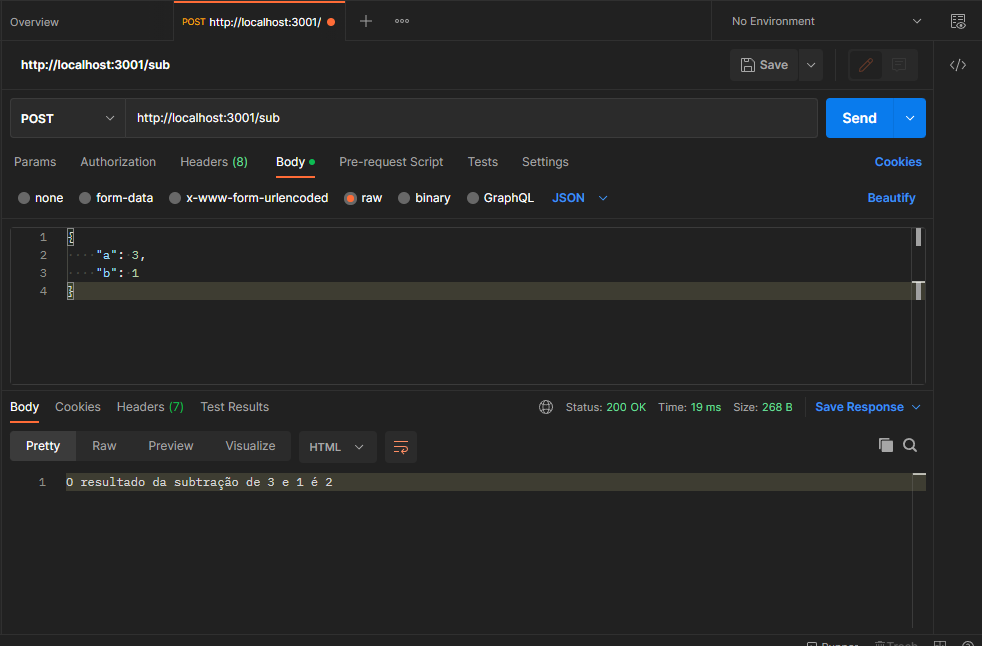 Overview
POST http://localhost:3001/
No Environment
http://localhost:3001/sub
Save
POST
http://localhost:3001/sub
Send
Params Authorization Headers (8) Body Pre-request Script Tests Settings Cookies
none form-data x-www-form-urlencoded raw binary GraphQL JSON Beautify
1 {
2 "a": 3,
3 "b": 1
4 }
Body Cookies Headers (7) Test Results Status: 200 OK Time: 19 ms Size: 268 B Save Response
Pretty Raw Preview Visualize HTML
1 O resultado da subtração de 3 e 1 é 2